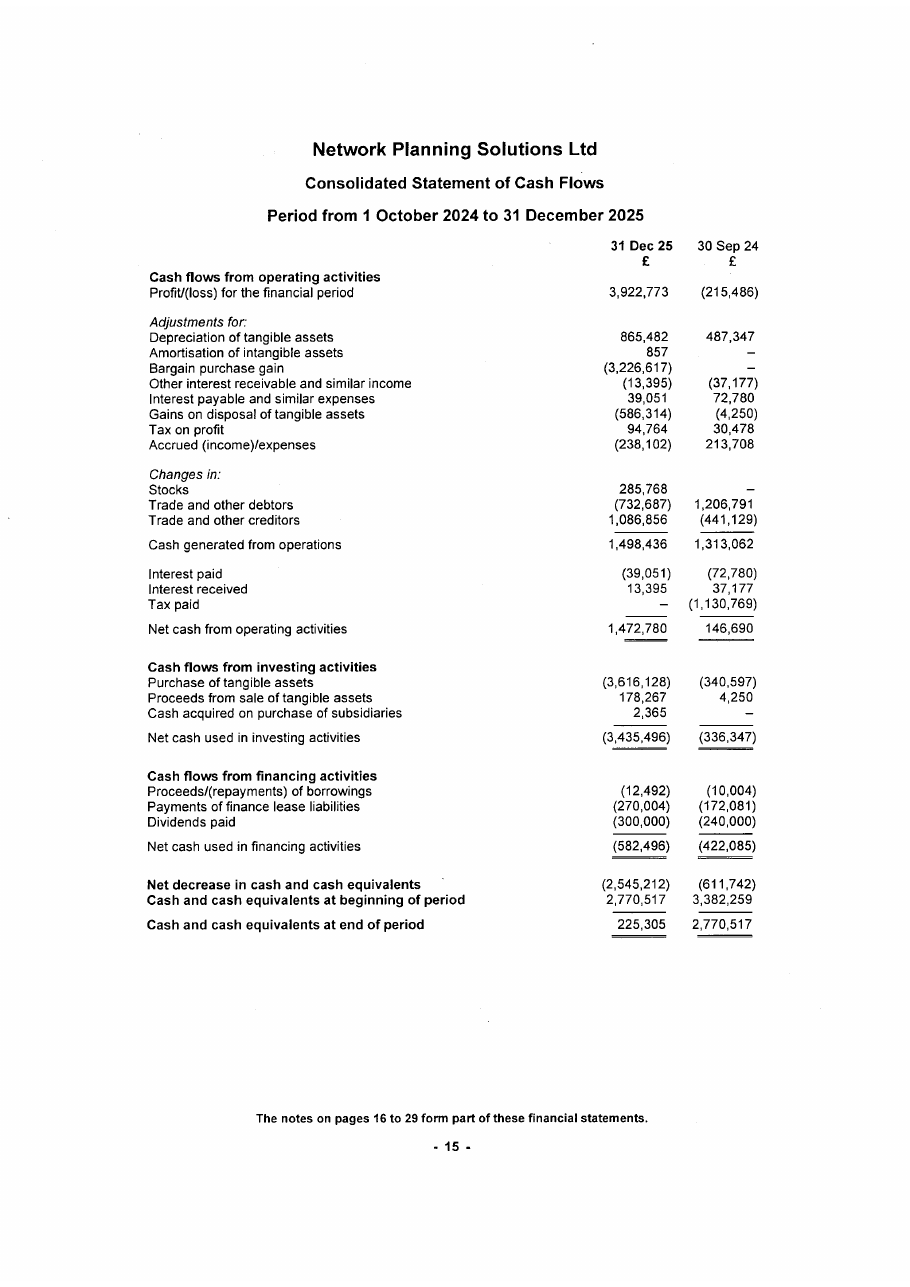 Network Planning Solutions Ltd
Consolidated Statement of Cash Flows
Period from 1 October 2024 to 31 December 2025
31 Dec 25 30 Sep 24
£ £
Cash flows from operating activities
Profit/(loss) for the financial period 3,922,773 (215,486)
Adjustments for:
Depreciation of tangible assets 865,482 487,347
Amortisation of intangible assets 857 –
Bargain purchase gain (3,226,617) –
Other interest receivable and similar income (13,395) (37,177)
Interest payable and similar expenses 39,051 72,780
Gains on disposal of tangible assets (586,314) (4,250)
Tax on profit 94,764 30,478
Accrued (income)/expenses (238,102) 213,708
Changes in:
Stocks 285,768 –
Trade and other debtors (732,687) 1,206,791
Trade and other creditors 1,086,856 (441,129)
Cash generated from operations 1,498,436 1,313,062
Interest paid (39,051) (72,780)
Interest received 13,395 37,177
Tax paid – (1,130,769)
Net cash from operating activities 1,472,780 146,690
Cash flows from investing activities
Purchase of tangible assets (3,616,128) (340,597)
Proceeds from sale of tangible assets 178,267 4,250
Cash acquired on purchase of subsidiaries 2,365 –
Net cash used in investing activities (3,435,496) (336,347)
Cash flows from financing activities
Proceeds/(repayments) of borrowings (12,492) (10,004)
Payments of finance lease liabilities (270,004) (172,081)
Dividends paid (300,000) (240,000)
Net cash used in financing activities (582,496) (422,085)
Net decrease in cash and cash equivalents (2,545,212) (611,742)
Cash and cash equivalents at beginning of period 2,770,517 3,382,259
Cash and cash equivalents at end of period 225,305 2,770,517
The notes on pages 16 to 29 form part of these financial statements.
- 15 -